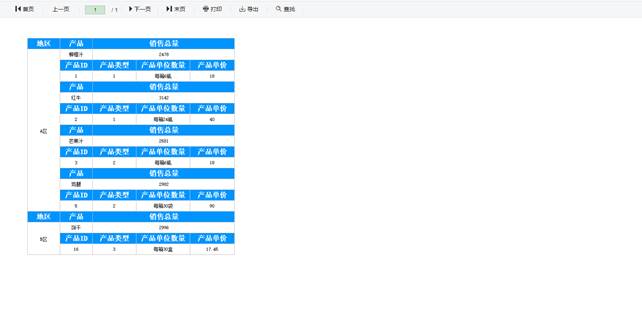 首页 上一页 1 / 1 下一页 末页 打印 导出 查找
地区 产品 销售总量
柳橙汁 2478
产品ID 产品类型 产品单位数量 产品单价
1 1 每箱6瓶 18
产品 销售总量
红牛 3142
产品ID 产品类型 产品单位数量 产品单价
A区 2 1 每箱24瓶 40
产品 销售总量
芒果汁 2681
产品ID 产品类型 产品单位数量 产品单价
3 2 每箱6瓶 18
产品 销售总量
鸡腿 2982
产品ID 产品类型 产品单位数量 产品单价
2 每箱30袋 90
地区 产品 销售总量
饼干 2996
B区 产品ID 产品类型 产品单位数量 产品单价
16 3 每箱30盒 17.45